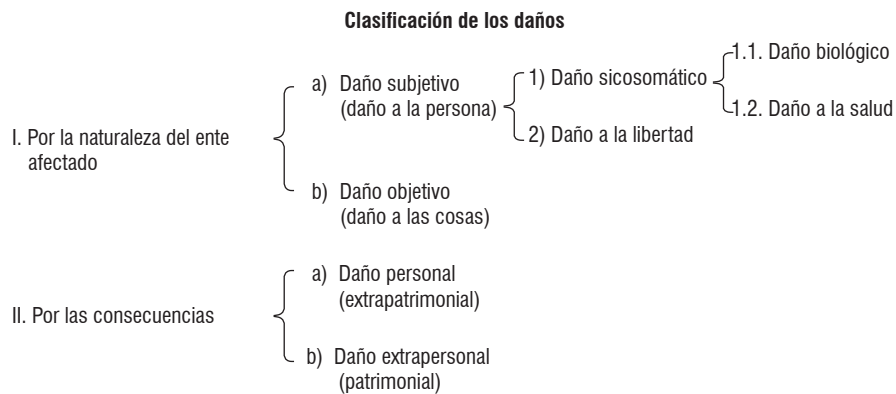 Clasificación de los daños
I. Por la naturaleza del ente
afectado
a) Daño subjetivo
(daño a la persona)
1) Daño sicosomático
1.1. Daño biológico
1.2. Daño a la salud
2) Daño a la libertad
b) Daño objetivo
(daño a las cosas)
II. Por las consecuencias
a) Daño personal
(extrapatrimonial)
b) Daño extrapersonal
(patrimonial)